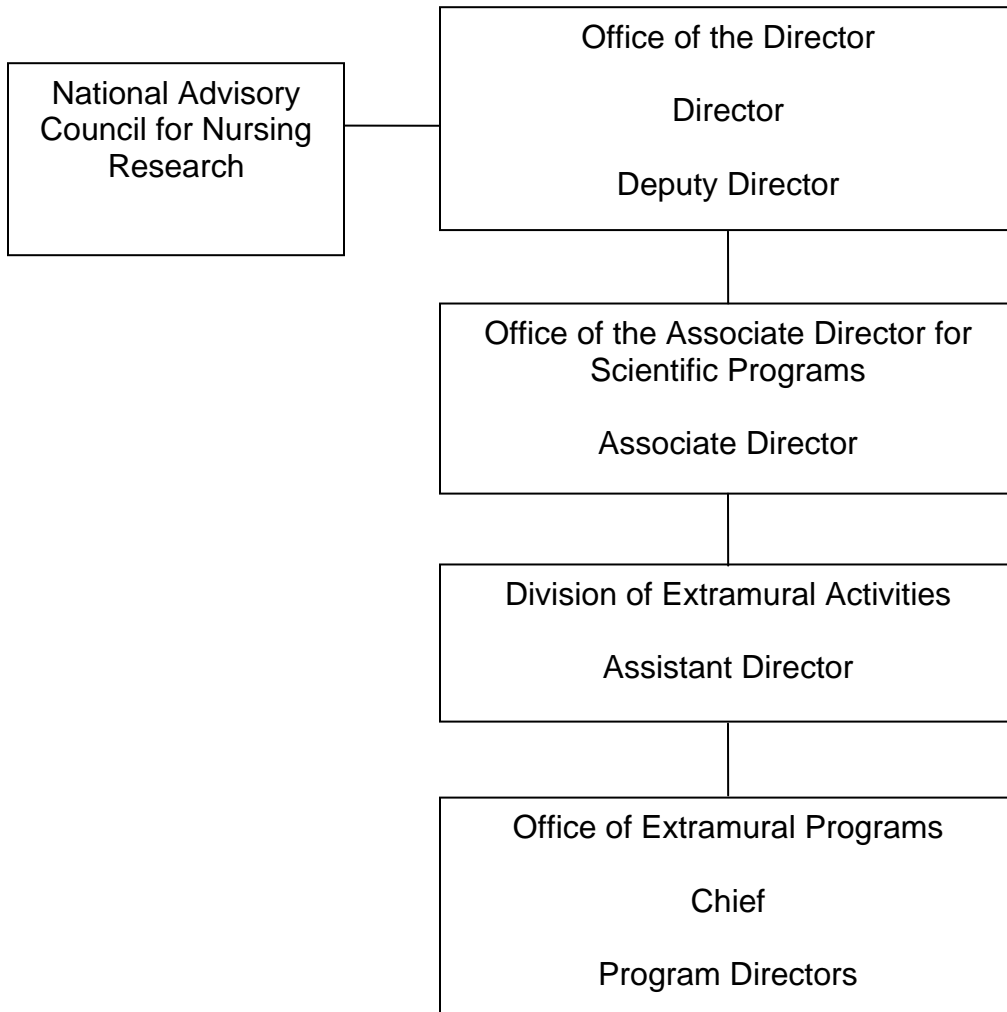 National Advisory
Council for Nursing
Research
Office of the Director
Director
Deputy Director
Office of the Associate Director for
Scientific Programs
Associate Director
Division of Extramural Activities
Assistant Director
Office of Extramural Programs
Chief
Program Directors